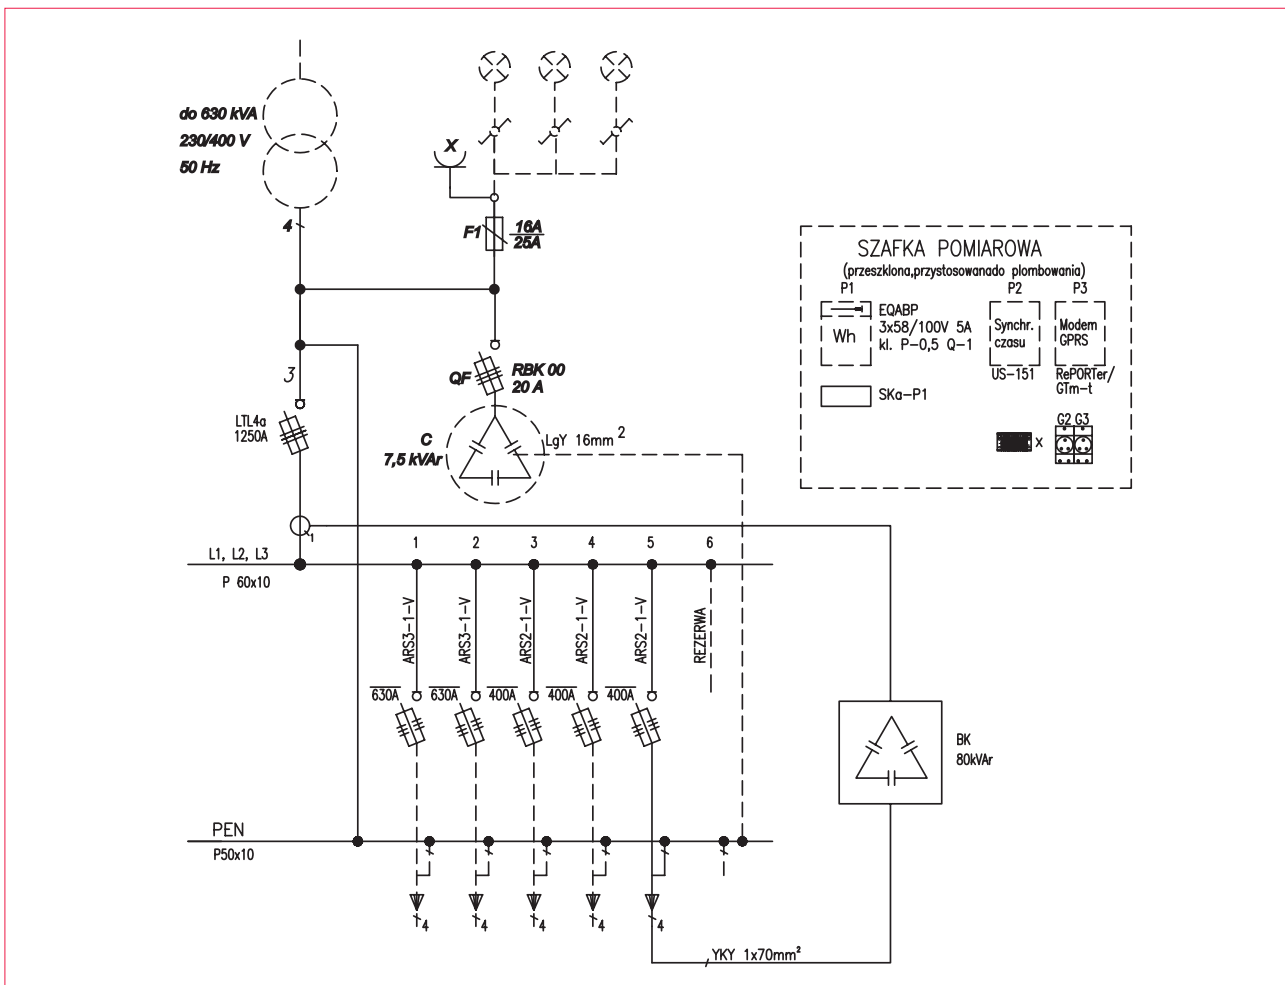 do 630 kVA
230/400 V
50 Hz
4
X
F1
16A
25A
3
LTL4a
1250A
QF
RBK 00
20 A
C
7,5 kVAr
LgY 16mm²
1
L1, L2, L3
P 60x10
1 2 3 4 5 6
ARS3-1-V
ARS3-1-V
ARS2-1-V
ARS2-1-V
ARS2-1-V
REZERWA
630A 630A 400A 400A 400A
PEN
P50x10
4 4 4 4 4
YKY 1x70mm²
BK
80kVAr
SZAFKA POMIAROWA
(przeszklona,przystosowanado plombowania)
P1 P2 P3
EQABP
3x58/100V 5A
kl. P-0,5 Q-1
Wh
Synchr.
czasu
US-151
Modem
GPRS
RePORTer/
GTm-t
SKa-P1
x
G2 G3